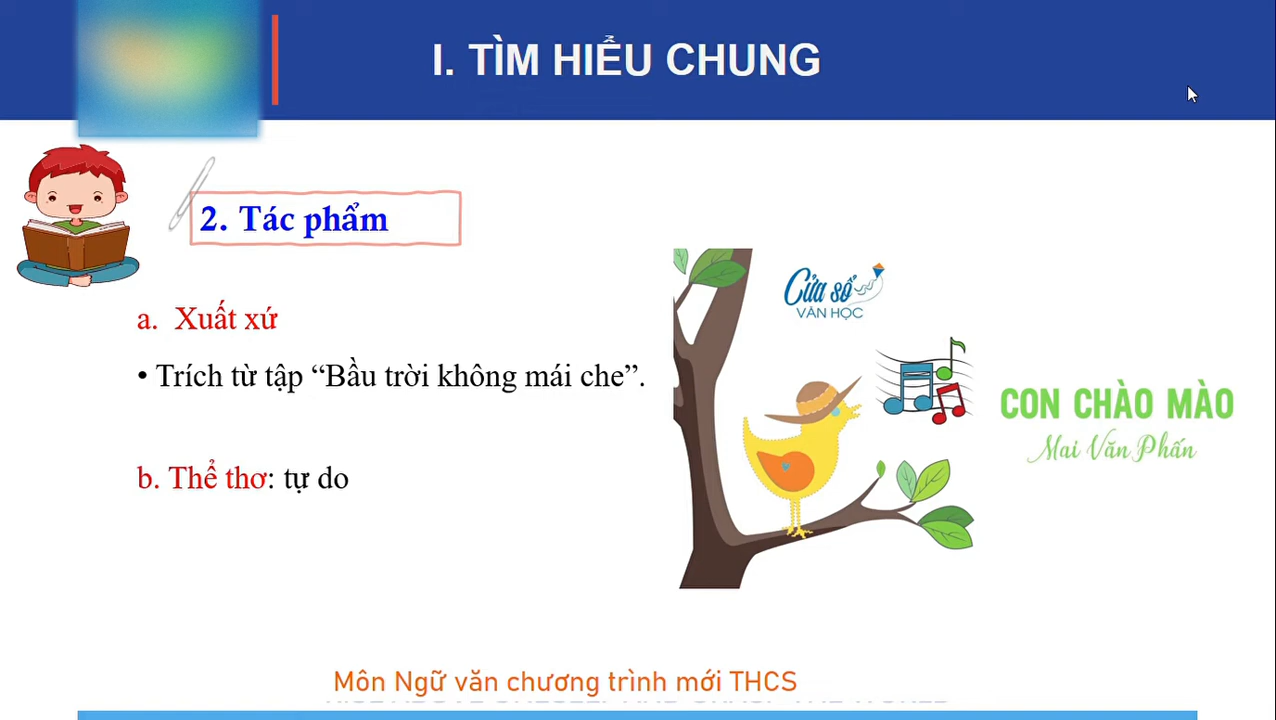 I. TÌM HIỂU CHUNG
2. Tác phẩm
a. Xuất xứ
• Trích từ tập “Bầu trời không mái che”.
b. Thể thơ: tự do
Cửa sổ
VĂN HỌC
CON CHÀO MÀO
Mai Văn Phấn
Môn Ngữ văn chương trình mới THCS